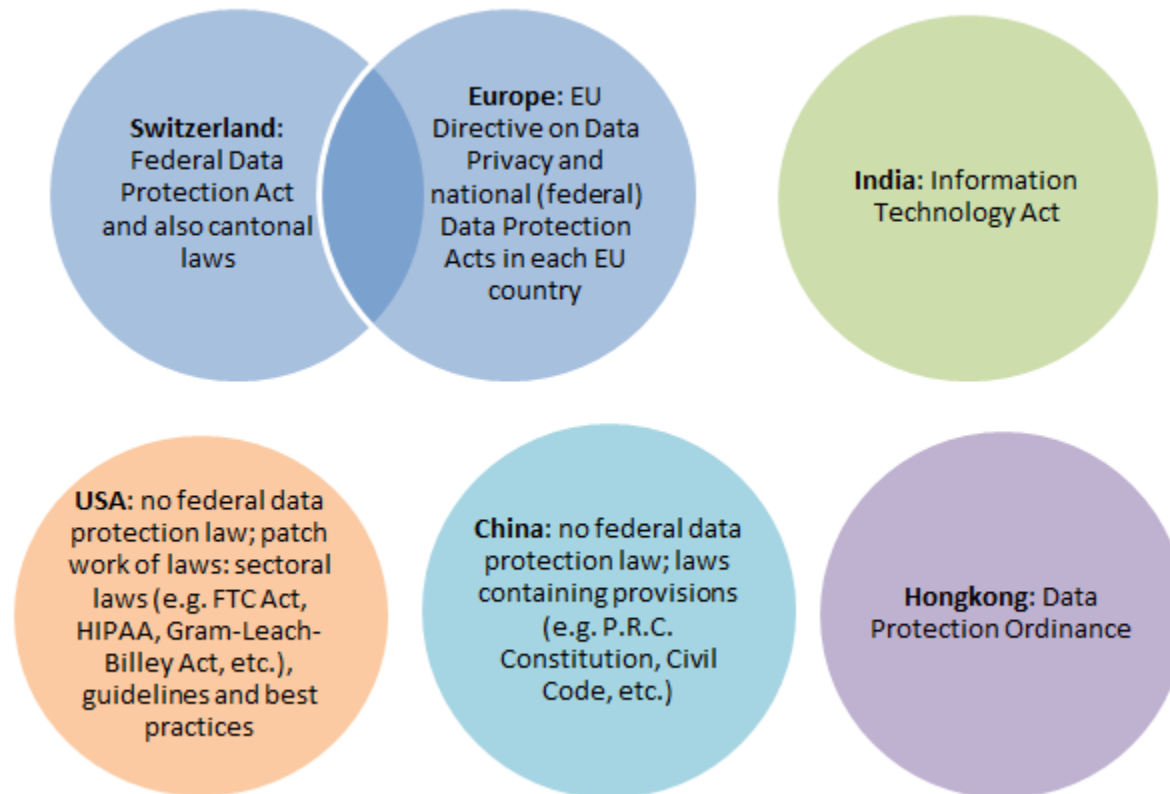 Switzerland:
Federal Data
Protection Act
and also cantonal
laws
Europe: EU
Directive on Data
Privacy and
national (federal)
Data Protection
Acts in each EU
country
India: Information
Technology Act
USA: no federal data
protection law; patch
work of laws: sectoral
laws (e.g. FTC Act,
HIPAA, Gram-Leach-
Billey Act, etc.),
guidelines and best
practices
China: no federal data
protection law; laws
containing provisions
(e.g. P.R.C.
Constitution, Civil
Code, etc.)
Hongkong: Data
Protection Ordinance